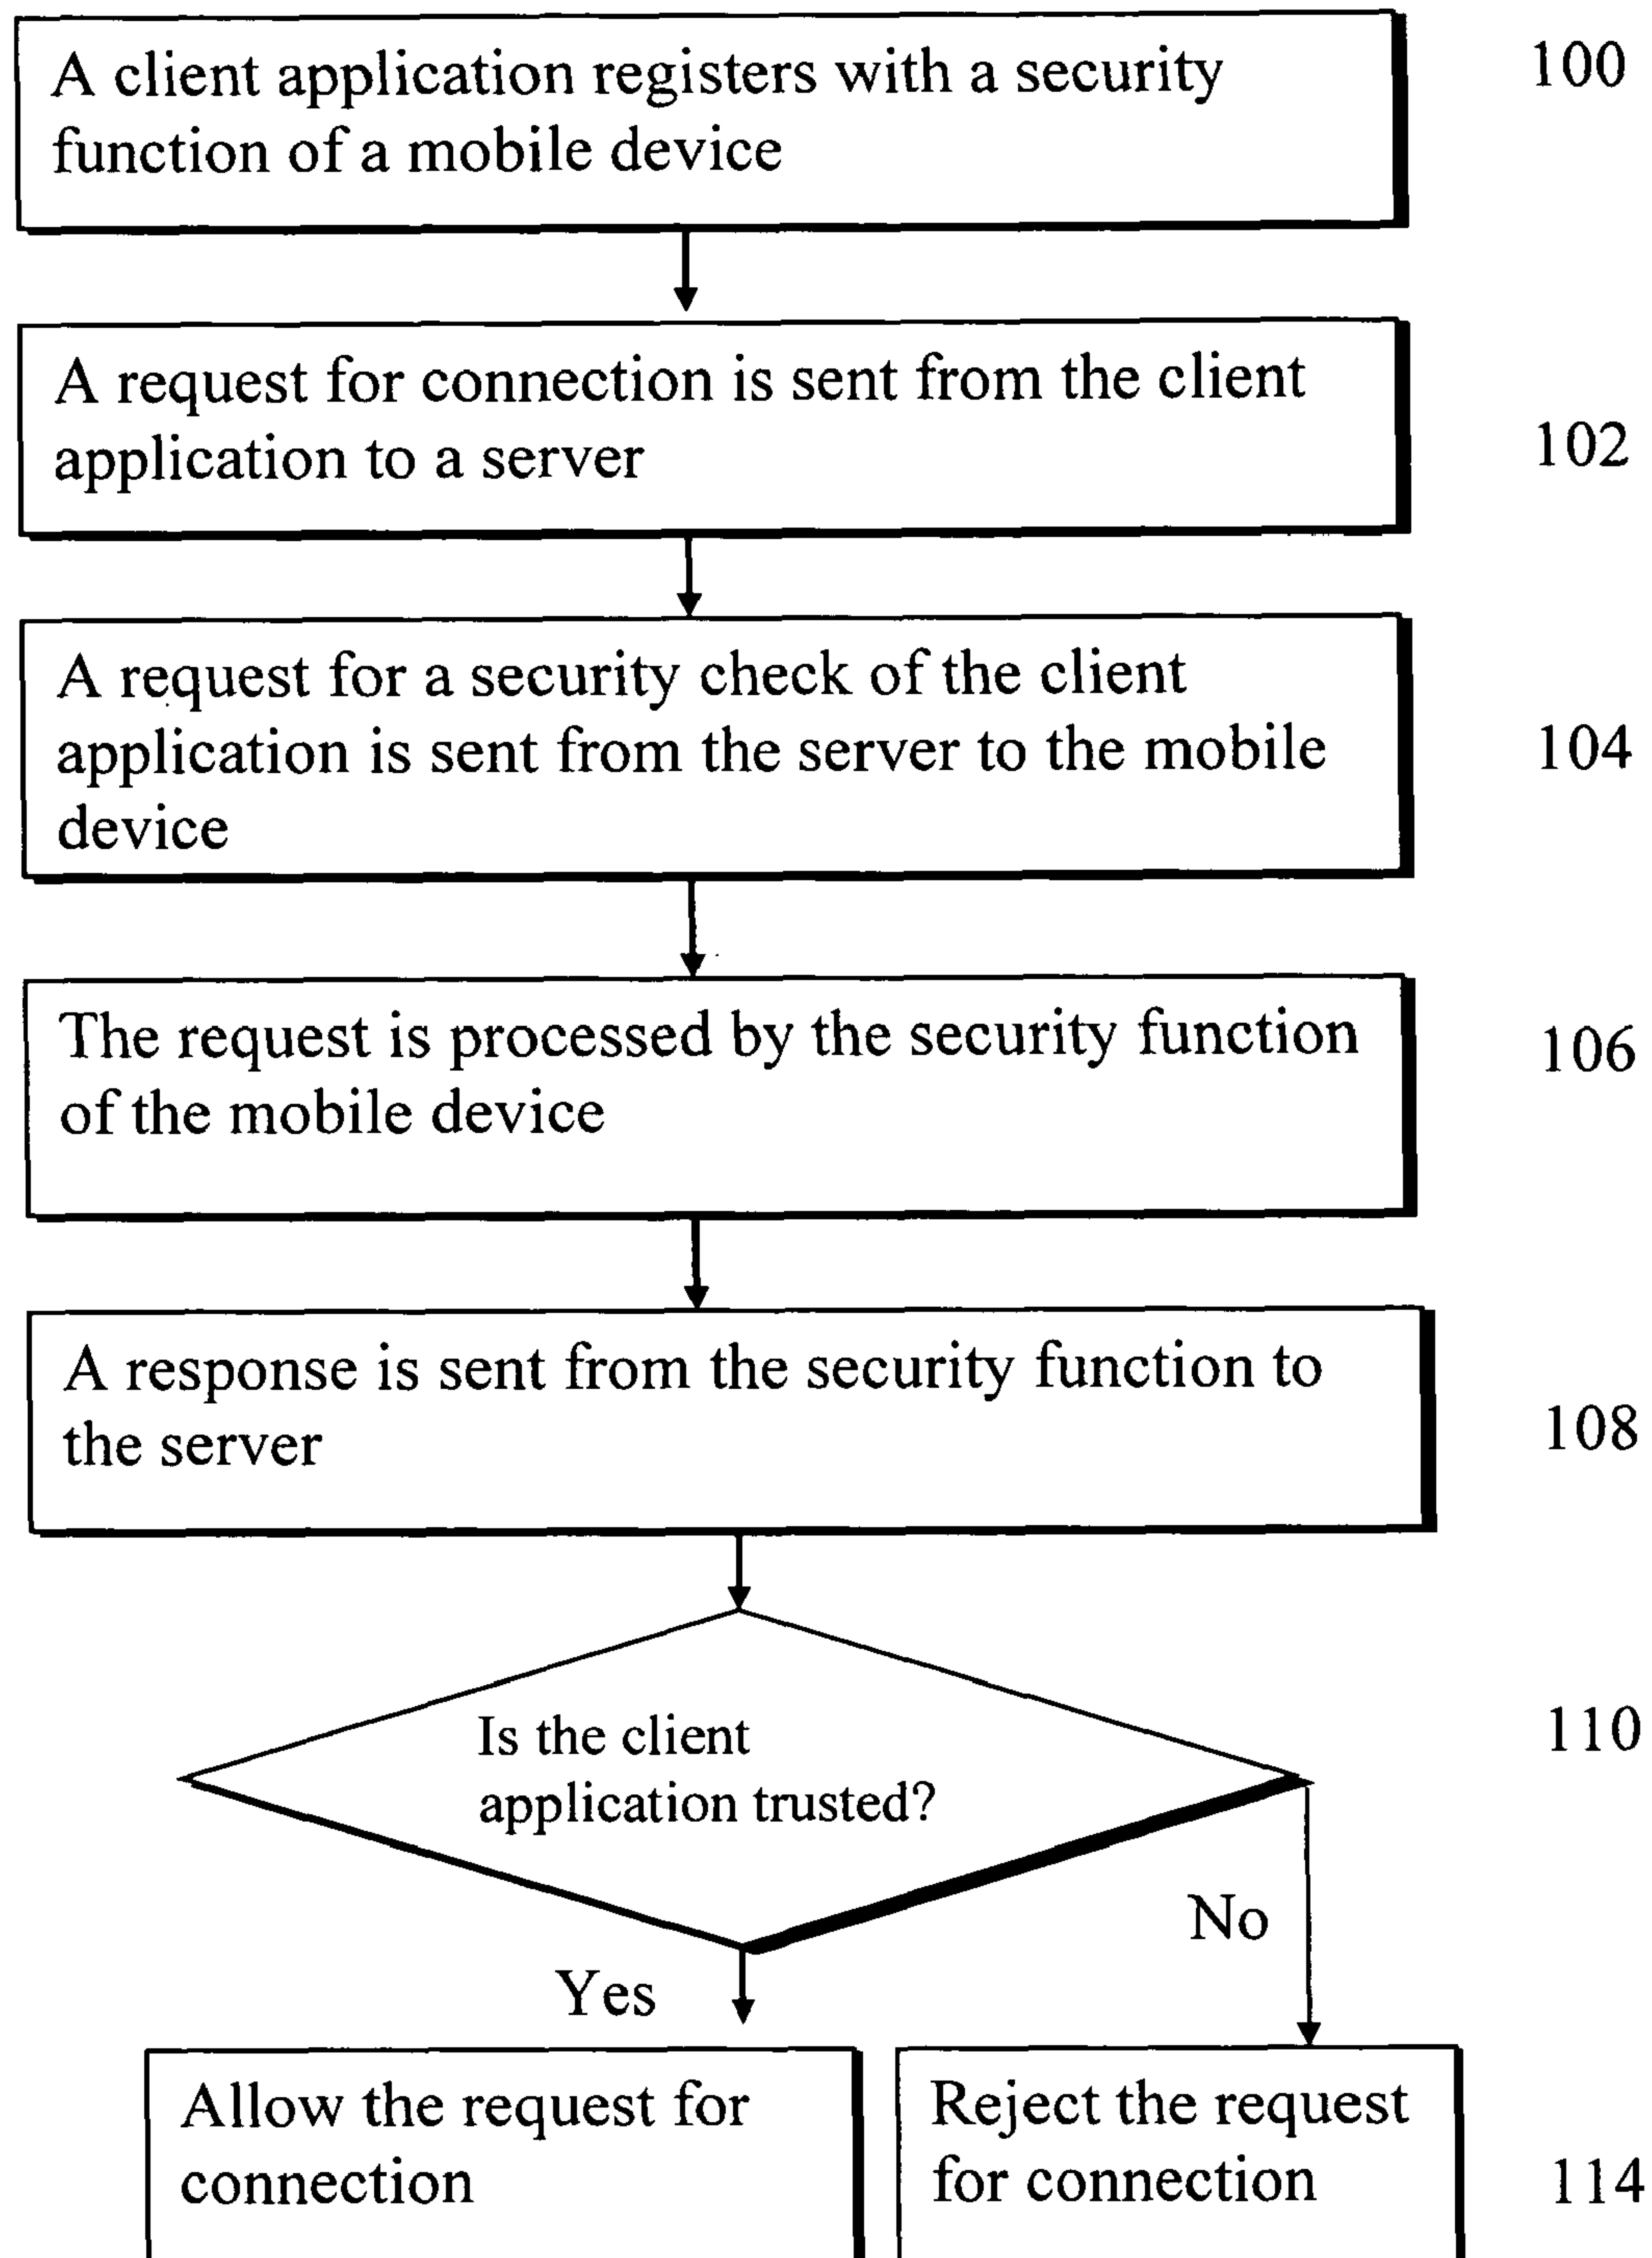 A client application registers with a security
function of a mobile device
100
A request for connection is sent from the client
application to a server
102
A request for a security check of the client
application is sent from the server to the mobile
device
104
The request is processed by the security function
of the mobile device
106
A response is sent from the security function to
the server
108
Is the client
application trusted?
110
No
Yes
Allow the request for
connection
Reject the request
for connection
114